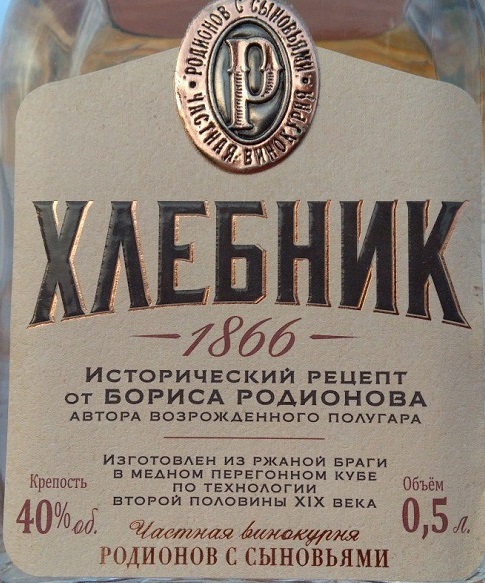 РОДИОНОВ С СЫНОВЬЯМИ
Р
ЧАСТНАЯ ВИНОКУРНЯ
ХЛЕБНИК
1866
ИСТОРИЧЕСКИЙ РЕЦЕПТ
ОТ БОРИСА РОДИОНОВА
АВТОРА ВОЗРОЖДЕННОГО ПОЛУГАРА
ИЗГОТОВЛЕН ИЗ РЖАНОЙ БРАГИ
В МЕДНОМ ПЕРЕГОННОМ КУБЕ
ПО ТЕХНОЛОГИИ
ВТОРОЙ ПОЛОВИНЫ XIX ВЕКА
Крепость
40% об.
Объём
0,5 л.
Частная винокурня
РОДИОНОВ С СЫНОВЬЯМИ